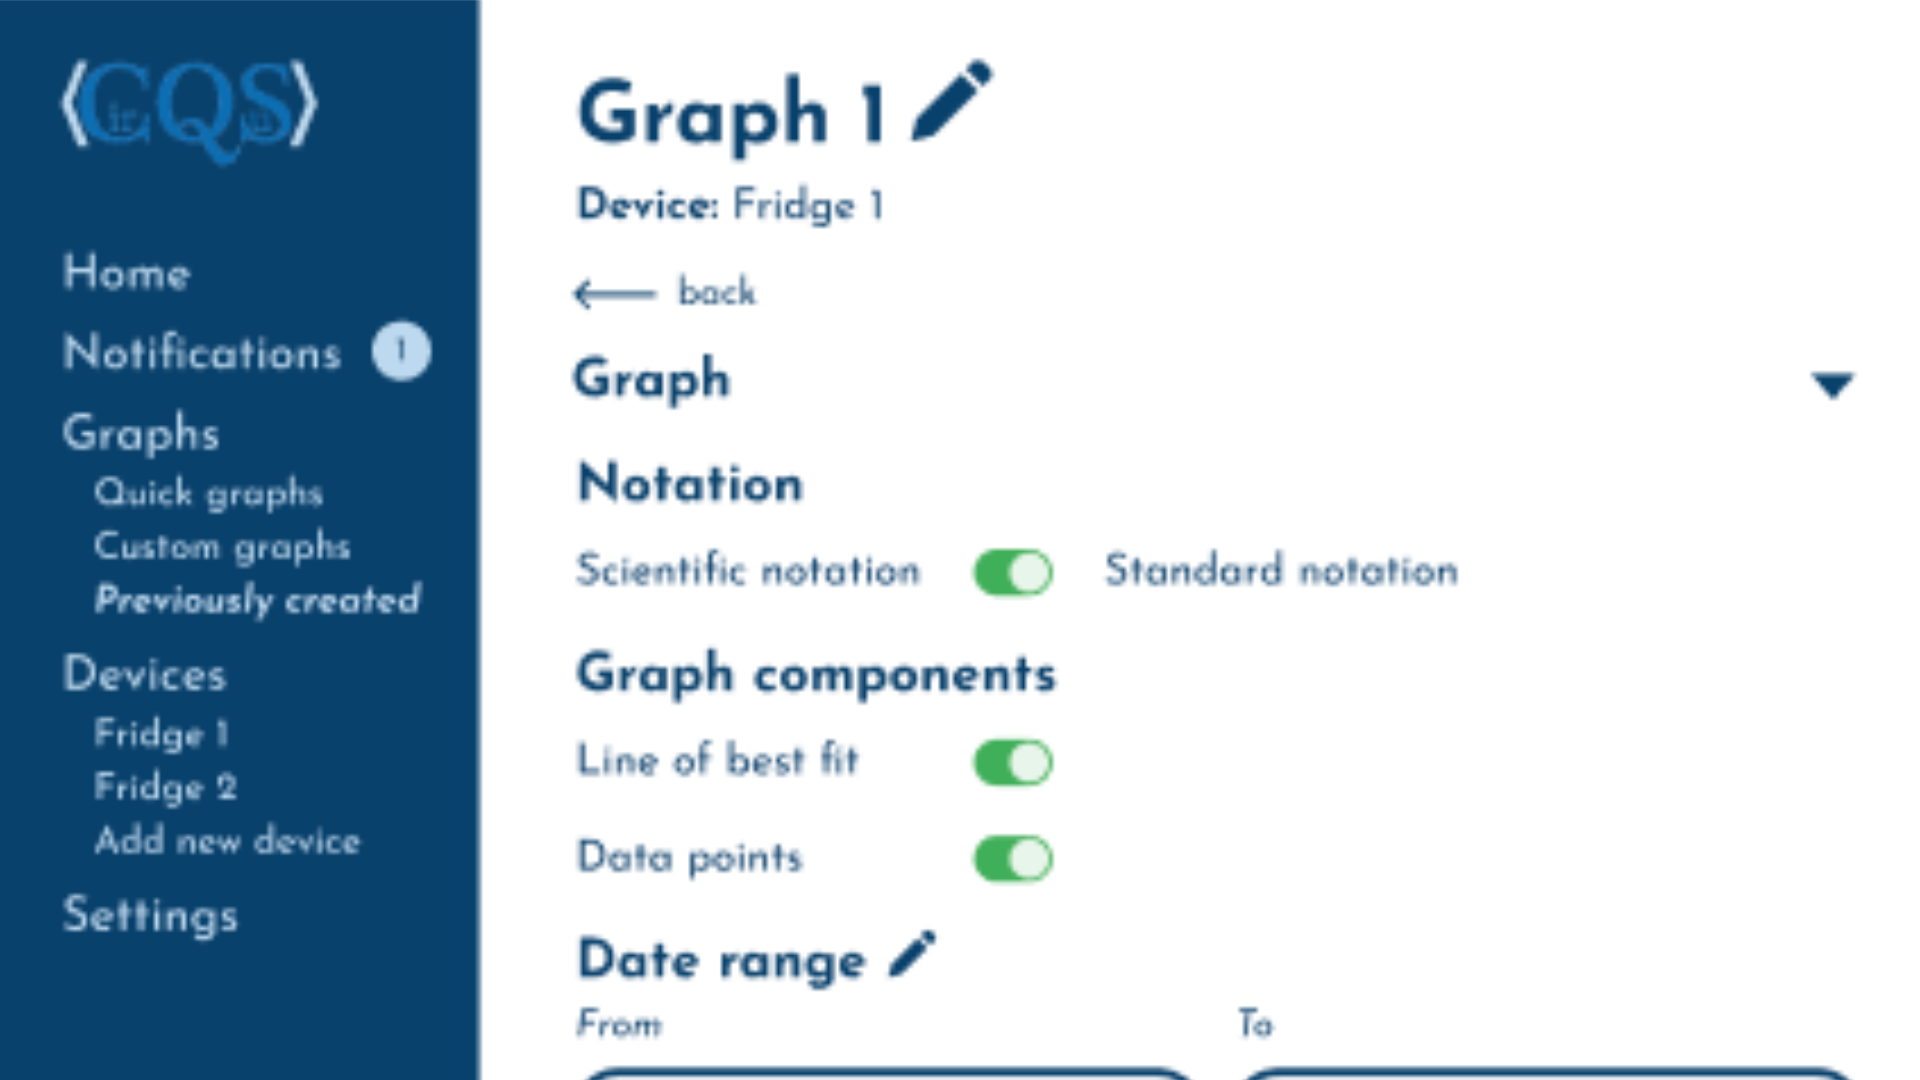 CQS
Home
Notifications 1
Graphs
Quick graphs
Custom graphs
Previously created
Devices
Fridge 1
Fridge 2
Add new device
Settings
Graph 1
Device: Fridge 1
back
Graph
Notation
Scientific notation Standard notation
Graph components
Line of best fit
Data points
Date range
From To